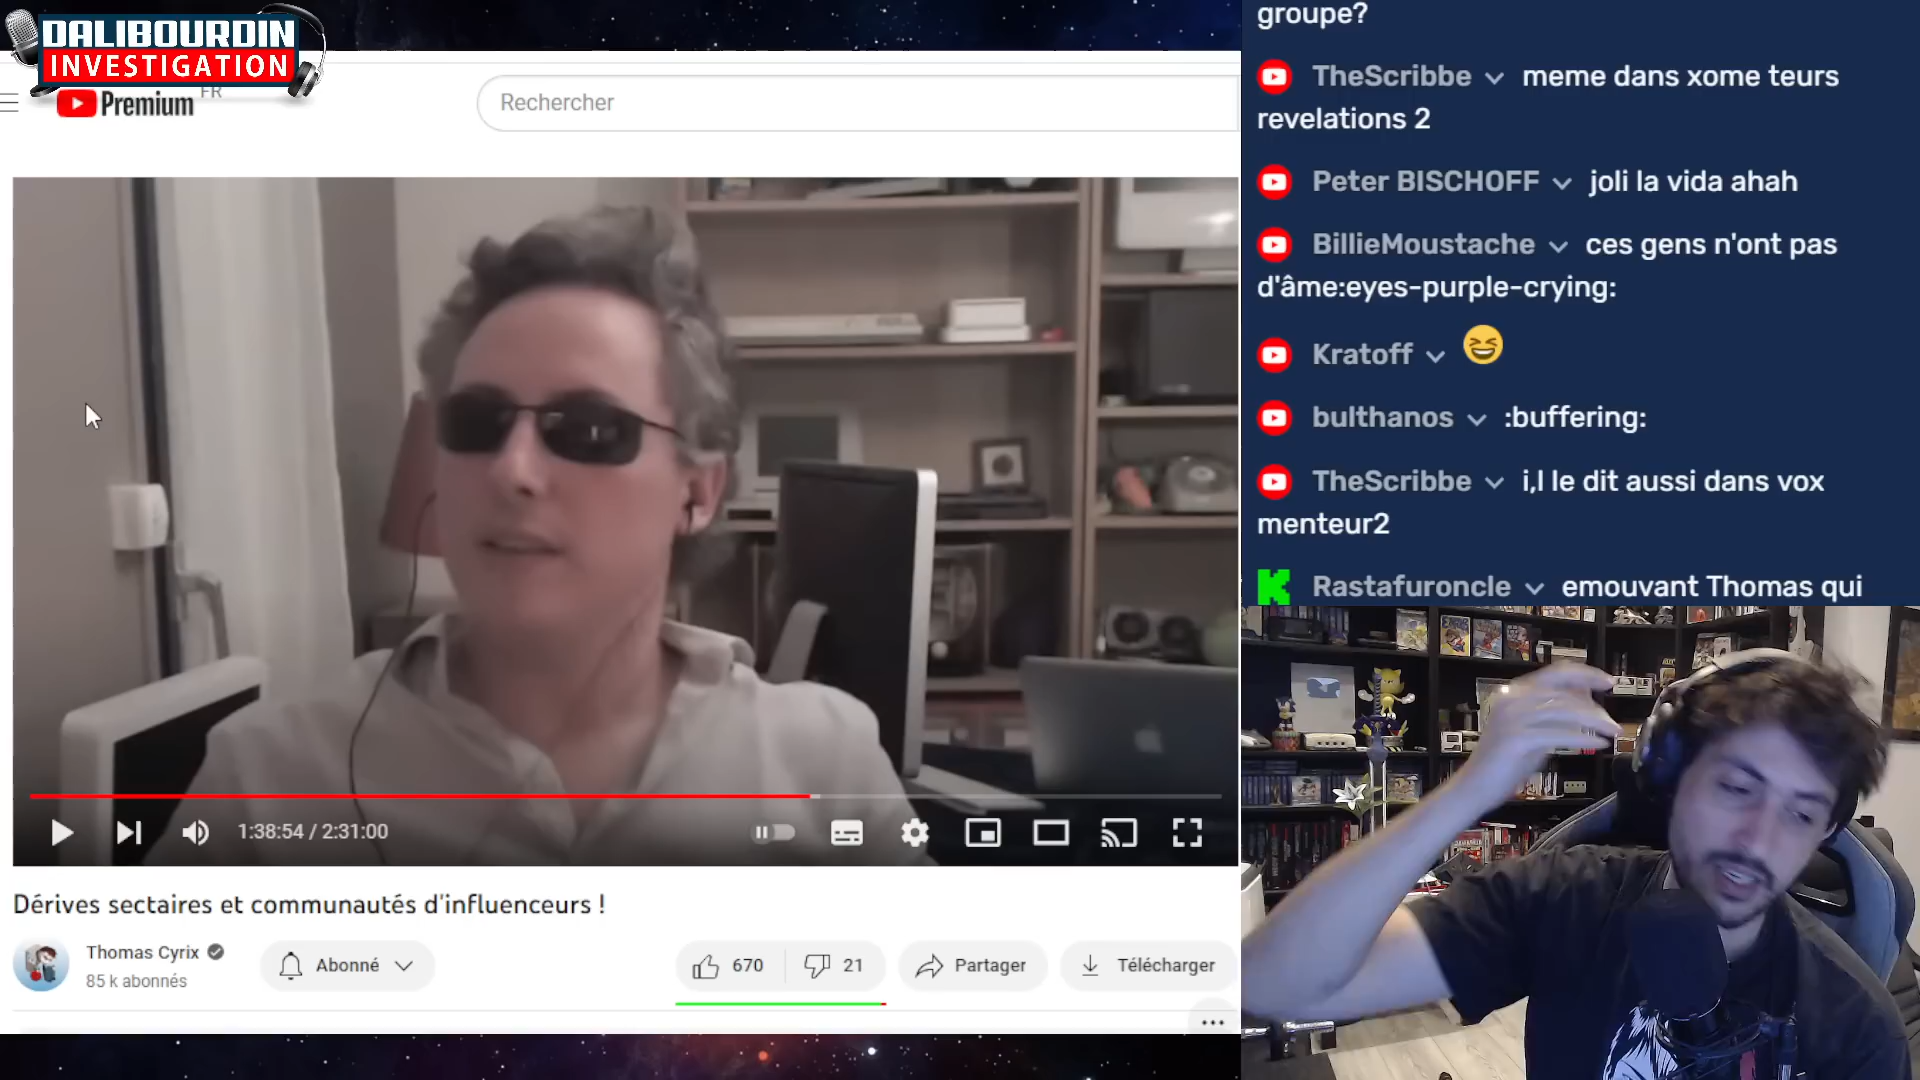 DALIBOURDIN
INVESTIGATION
FR
Premium
Rechercher
1:38:54 / 2:31:00
Dérives sectaires et communautés d'influenceurs !
Thomas Cyrix
85 k abonnés
Abonné
670
21
Partager
Télécharger
groupe?
TheScribbe meme dans xome teurs
revelations 2
Peter BISCHOFF joli la vida ahah
BillieMoustache ces gens n'ont pas
d'âme:eyes-purple-crying:
Kratoff 😆
bulthanos :buffering:
TheScribbe i,l le dit aussi dans vox
menteur2
Rastafuroncle emouvant Thomas qui